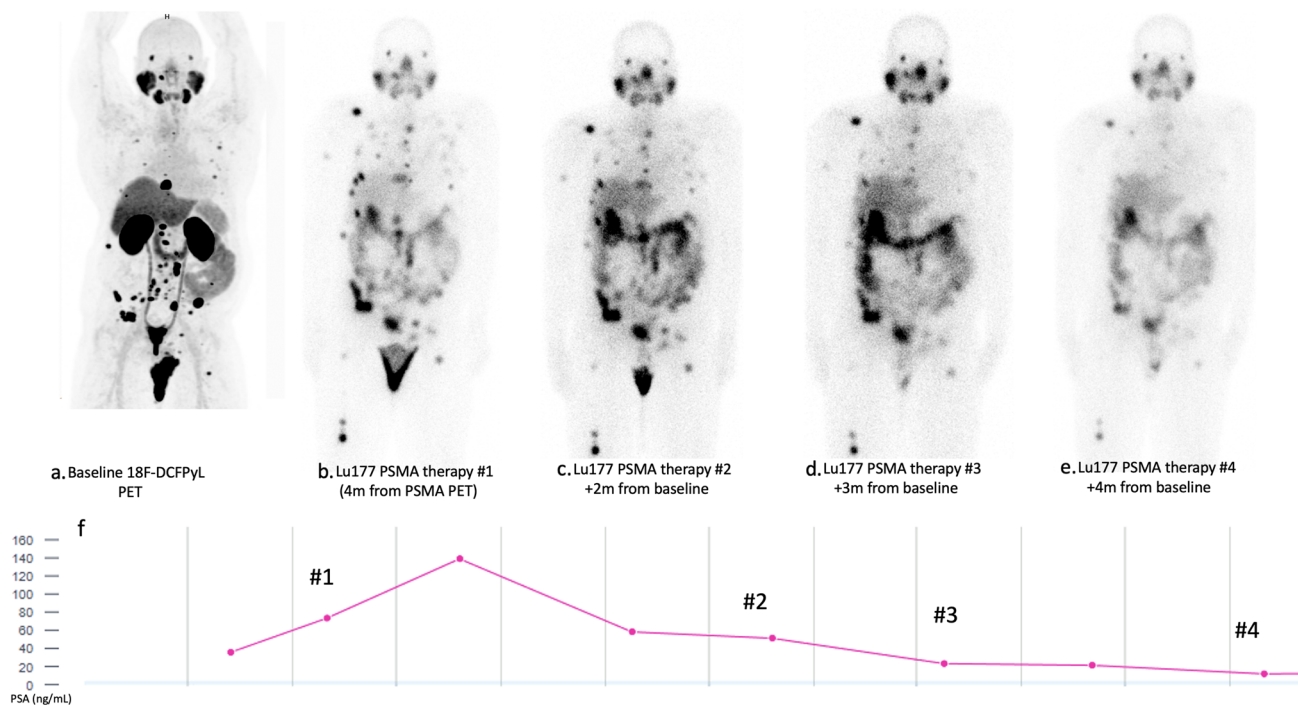 H
a. Baseline 18F-DCFPyL
PET
b. Lu177 PSMA therapy #1
(4m from PSMA PET)
c. Lu177 PSMA therapy #2
+2m from baseline
d. Lu177 PSMA therapy #3
+3m from baseline
e. Lu177 PSMA therapy #4
+4m from baseline
f
160
140
120
100
80
60
40
20
0
PSA (ng/mL)
#1
#2
#3
#4